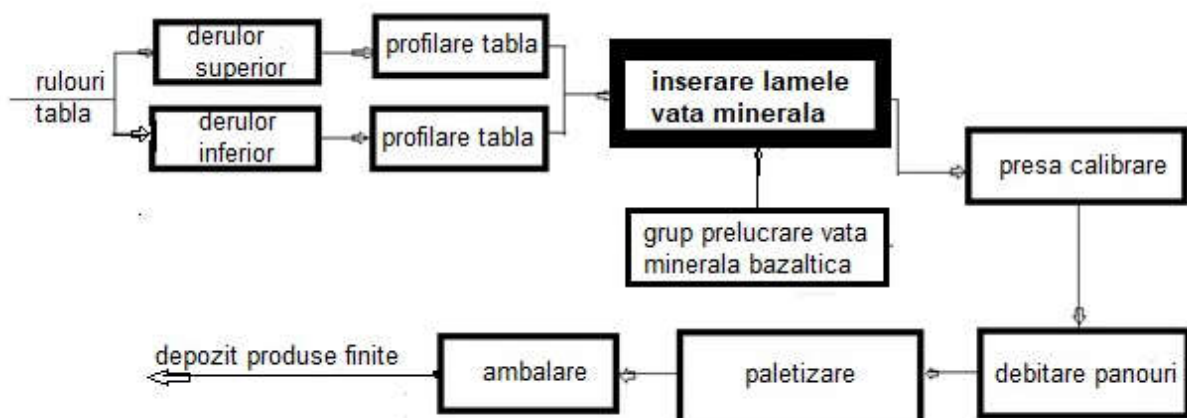 rulouri
tabla
derulor
superior
profilare tabla
derulor
inferior
profilare tabla
inserare lamele
vata minerala
grup prelucrare vata
minerala bazaltica
presa calibrare
debitare panouri
paletizare
ambalare
depozit produse finite